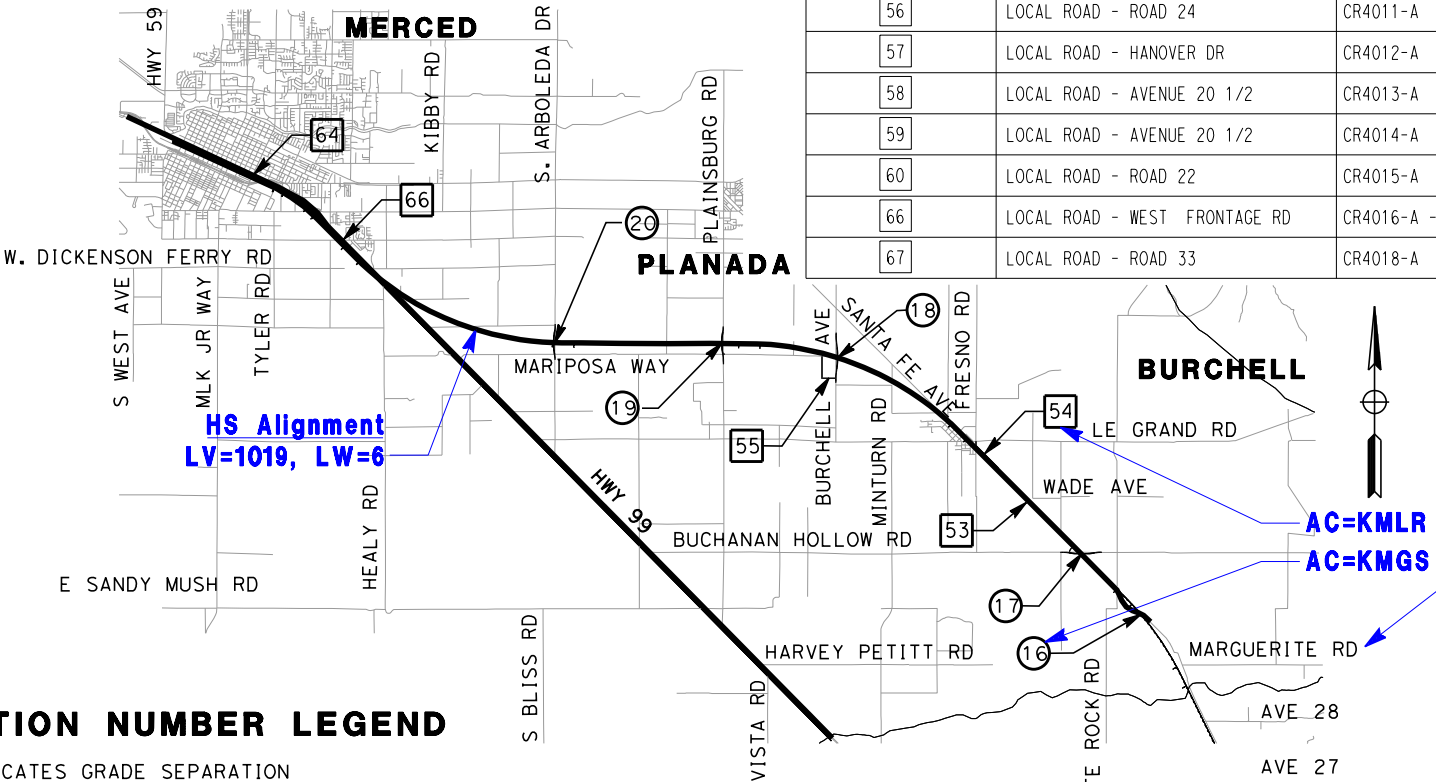 56 LOCAL ROAD - ROAD 24 CR4011-A
57 LOCAL ROAD - HANOVER DR CR4012-A
58 LOCAL ROAD - AVENUE 20 1/2 CR4013-A
59 LOCAL ROAD - AVENUE 20 1/2 CR4014-A
60 LOCAL ROAD - ROAD 22 CR4015-A
66 LOCAL ROAD - WEST FRONTAGE RD CR4016-A -
67 LOCAL ROAD - ROAD 33 CR4018-A
MERCED
HWY 59
KIBBY RD
S. ARBOLEDA DR
PLAINSBURG RD
64
66
20
W. DICKENSON FERRY RD
PLANADA
S WEST AVE
MLK JR WAY
TYLER RD
MARIPOSA WAY
BURCHELL AVE
SANTA FE AVE
18
FRESNO RD
BURCHELL
HS Alignment
LV=1019, LW=6
19
55
54
LE GRAND RD
MINTURN RD
WADE AVE
HWY 99
HEALY RD
53
BUCHANAN HOLLOW RD
AC=KMLR
AC=KMGS
E SANDY MUSH RD
17
16
HARVEY PETITT RD
MARGUERITE RD
S BLISS RD
VISTA RD
TE ROCK RD
AVE 28
AVE 27
TION NUMBER LEGEND
CATES GRADE SEPARATION